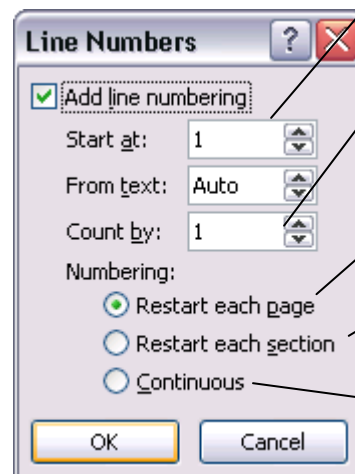 Line Numbers ?
Add line numbering
Start at: 1
From text: Auto
Count by: 1
Numbering:
Restart each page
Restart each section
Continuous
OK Cancel